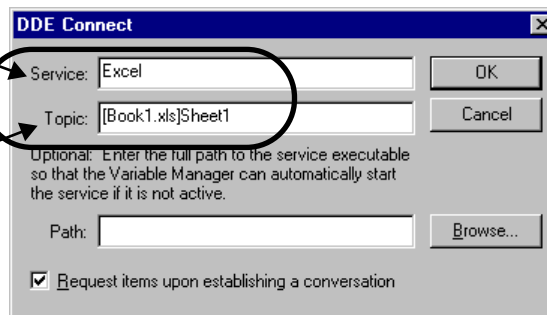 DDE Connect
Service: Excel
OK
Topic: [Book1.xls]Sheet1
Cancel
Optional: Enter the full path to the service executable
so that the Variable Manager can automatically start
the service if it is not active.
Path:
Browse...
Request items upon establishing a conversation